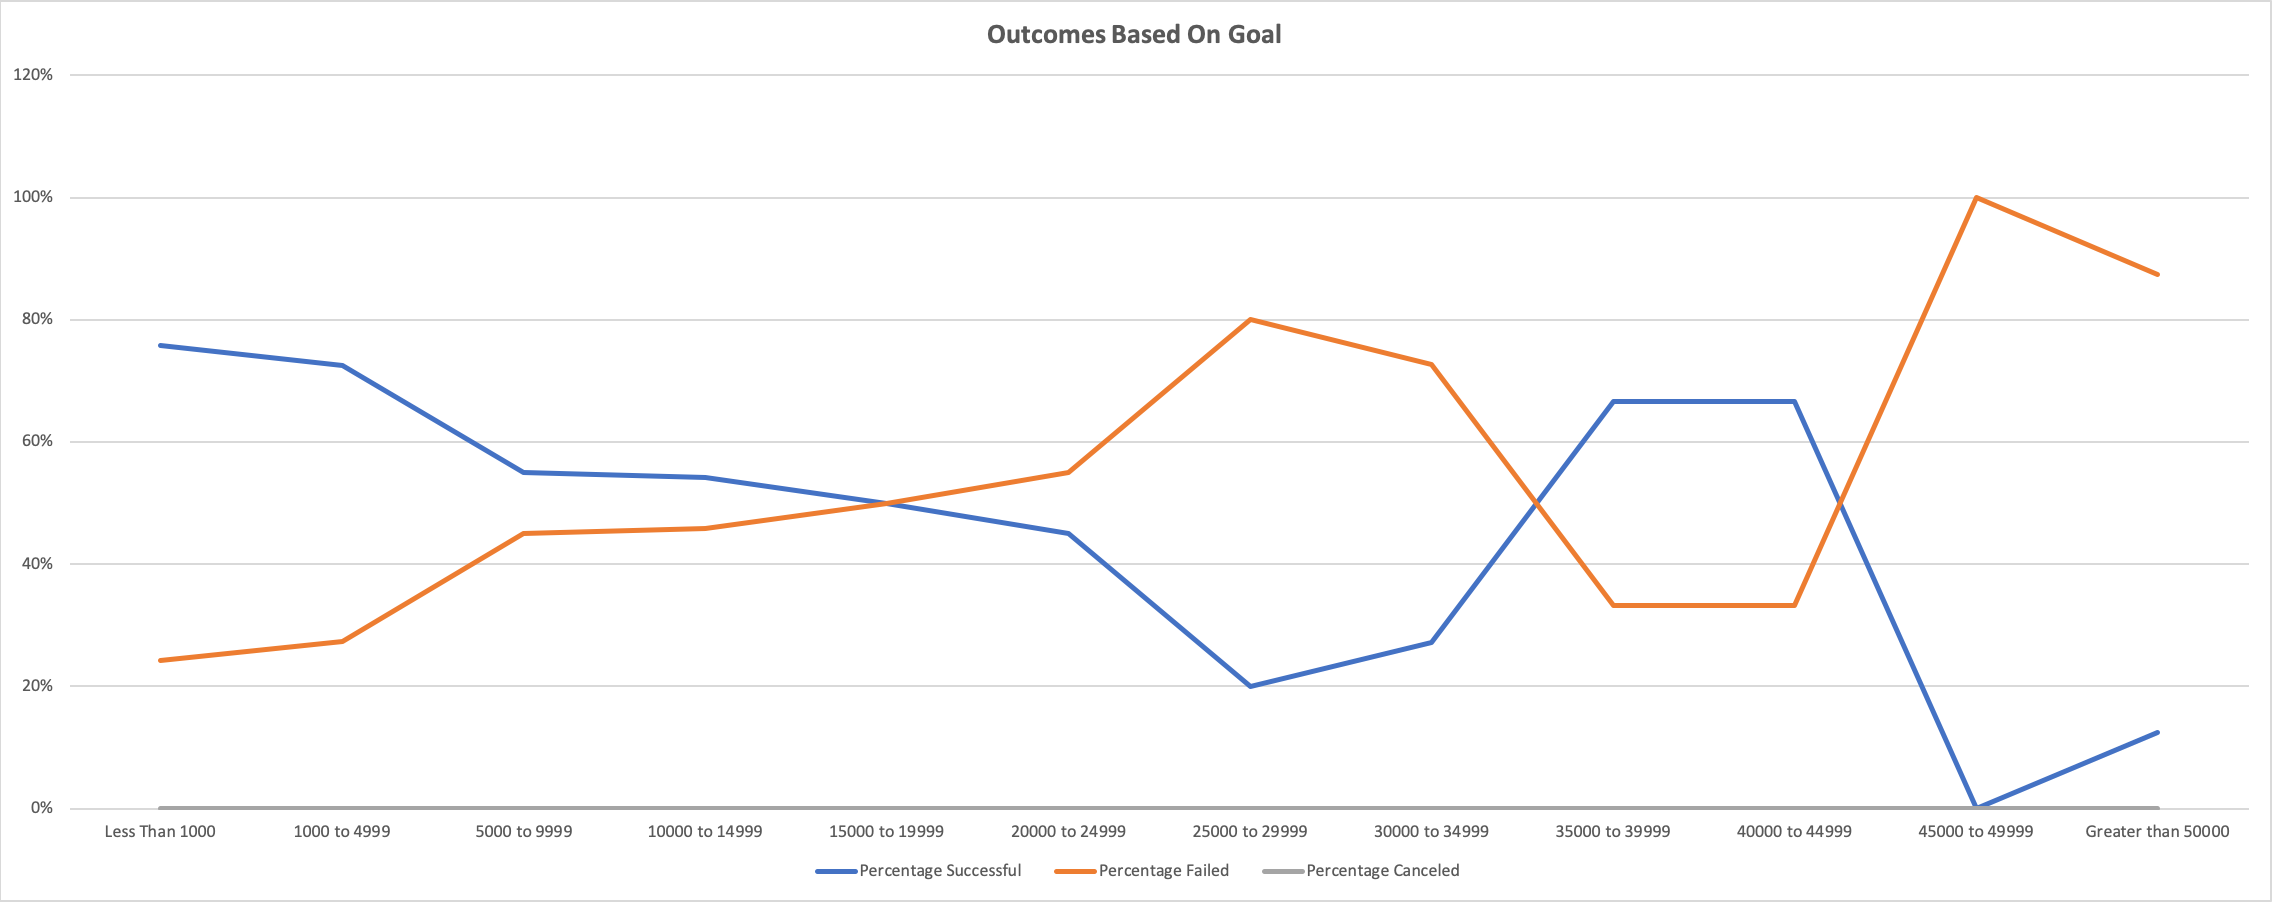 Outcomes Based On Goal
120%
100%
80%
60%
40%
20%
0%
Less Than 1000 1000 to 4999 5000 to 9999 10000 to 14999 15000 to 19999 20000 to 24999 25000 to 29999 30000 to 34999 35000 to 39999 40000 to 44999 45000 to 49999 Greater than 50000
Percentage Successful Percentage Failed Percentage Canceled